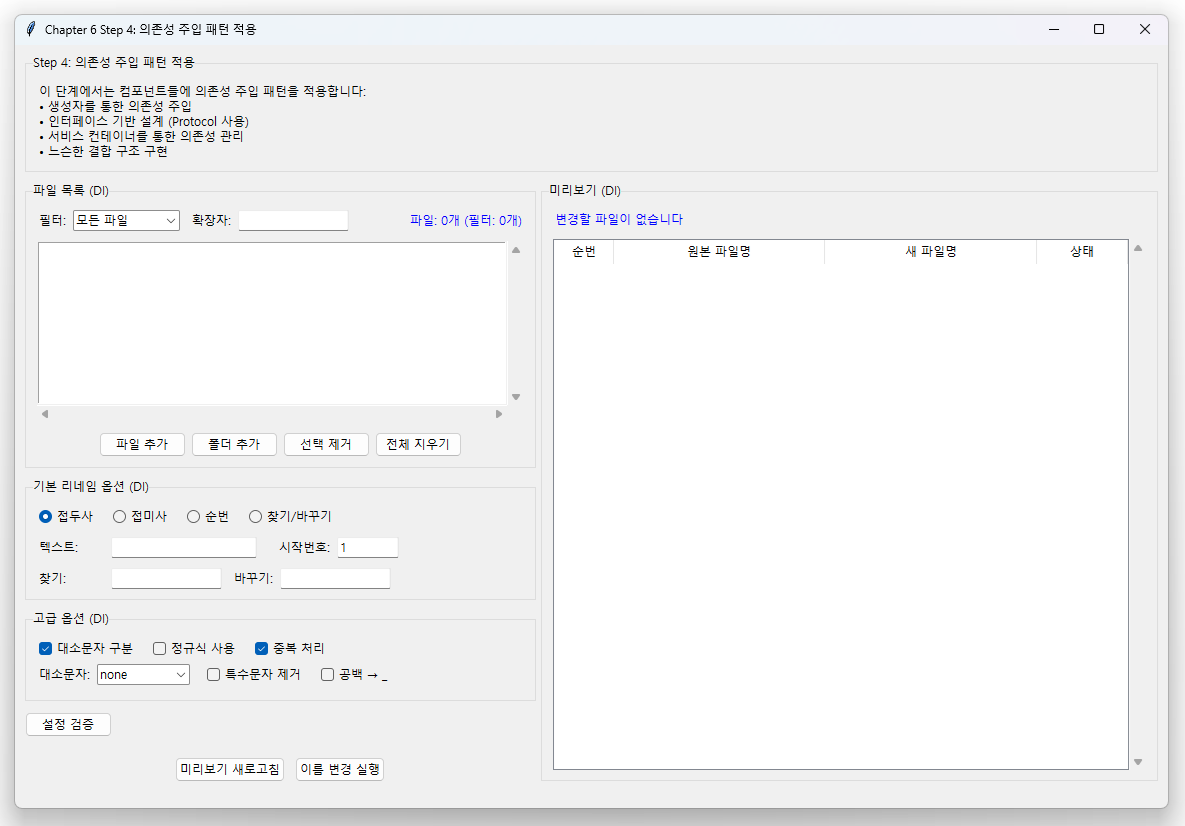 Chapter 6 Step 4: 의존성 주입 패턴 적용
Step 4: 의존성 주입 패턴 적용
이 단계에서는 컴포넌트들에 의존성 주입 패턴을 적용합니다:
• 생성자를 통한 의존성 주입
• 인터페이스 기반 설계 (Protocol 사용)
• 서비스 컨테이너를 통한 의존성 관리
• 느슨한 결합 구조 구현
파일 목록 (DI)
필터: 모든 파일 확장자: 파일: 0개 (필터: 0개)
파일 추가 폴더 추가 선택 제거 전체 지우기
기본 리네임 옵션 (DI)
접두사 접미사 순번 찾기/바꾸기
텍스트: 시작번호: 1
찾기: 바꾸기:
고급 옵션 (DI)
대소문자 구분 정규식 사용 중복 처리
대소문자: none 특수문자 제거 공백 → _
설정 검증
미리보기 새로고침 이름 변경 실행
미리보기 (DI)
변경할 파일이 없습니다
순번 원본 파일명 새 파일명 상태